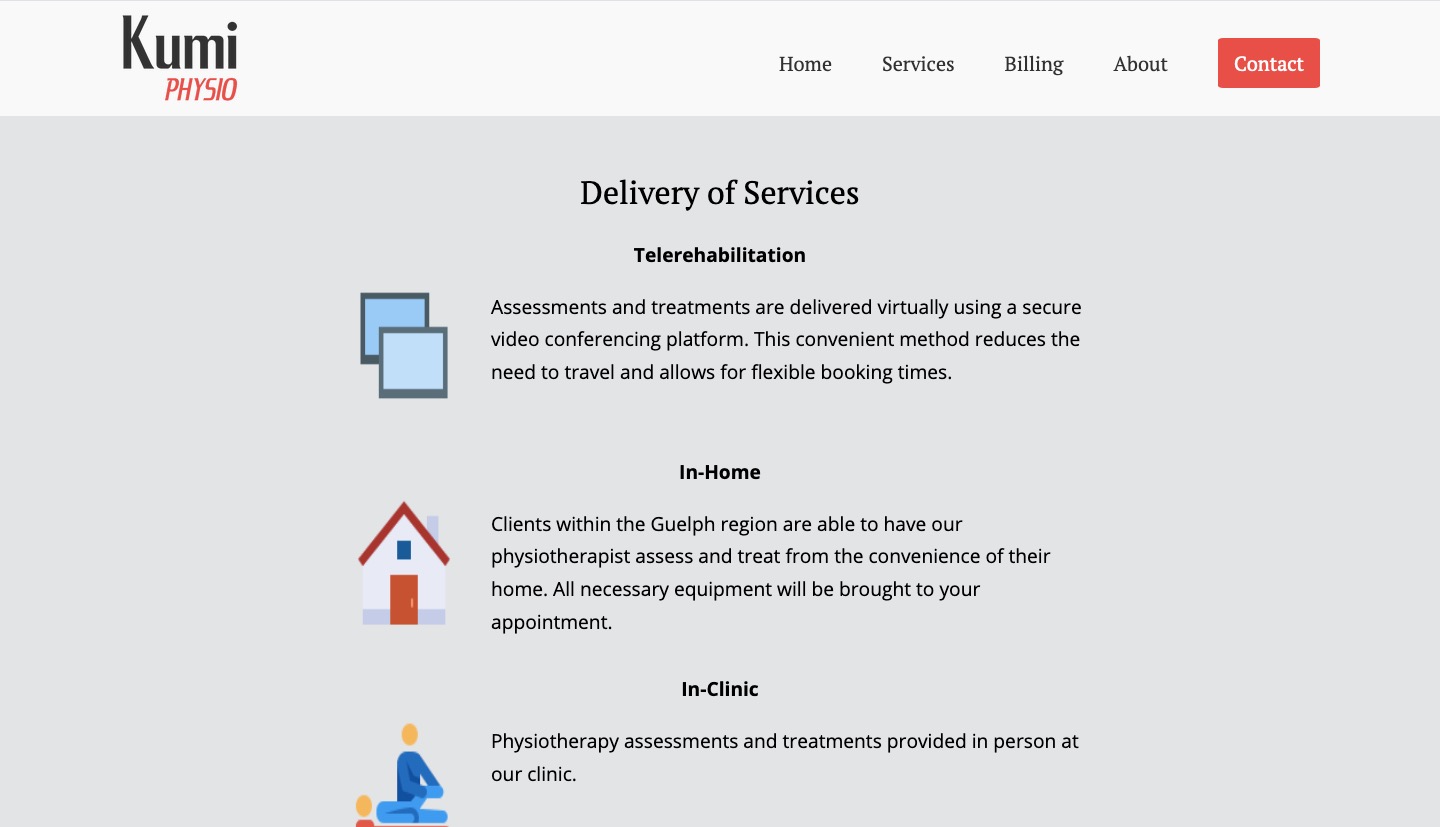 Kumi
PHYSIO
Home Services Billing About Contact
Delivery of Services
Telerehabilitation
Assessments and treatments are delivered virtually using a secure
video conferencing platform. This convenient method reduces the
need to travel and allows for flexible booking times.
In-Home
Clients within the Guelph region are able to have our
physiotherapist assess and treat from the convenience of their
home. All necessary equipment will be brought to your
appointment.
In-Clinic
Physiotherapy assessments and treatments provided in person at
our clinic.